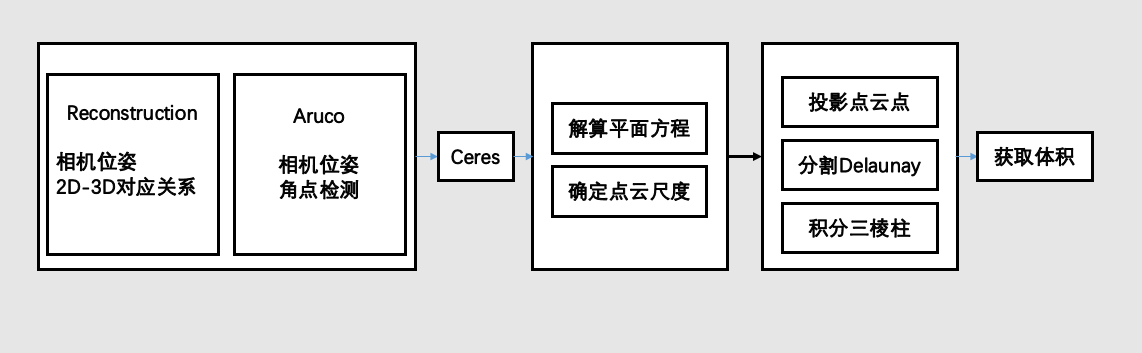 Reconstruction
相机位姿
2D-3D对应关系
Aruco
相机位姿
角点检测
Ceres
解算平面方程
确定点云尺度
投影点云点
分割Delaunay
积分三棱柱
获取体积